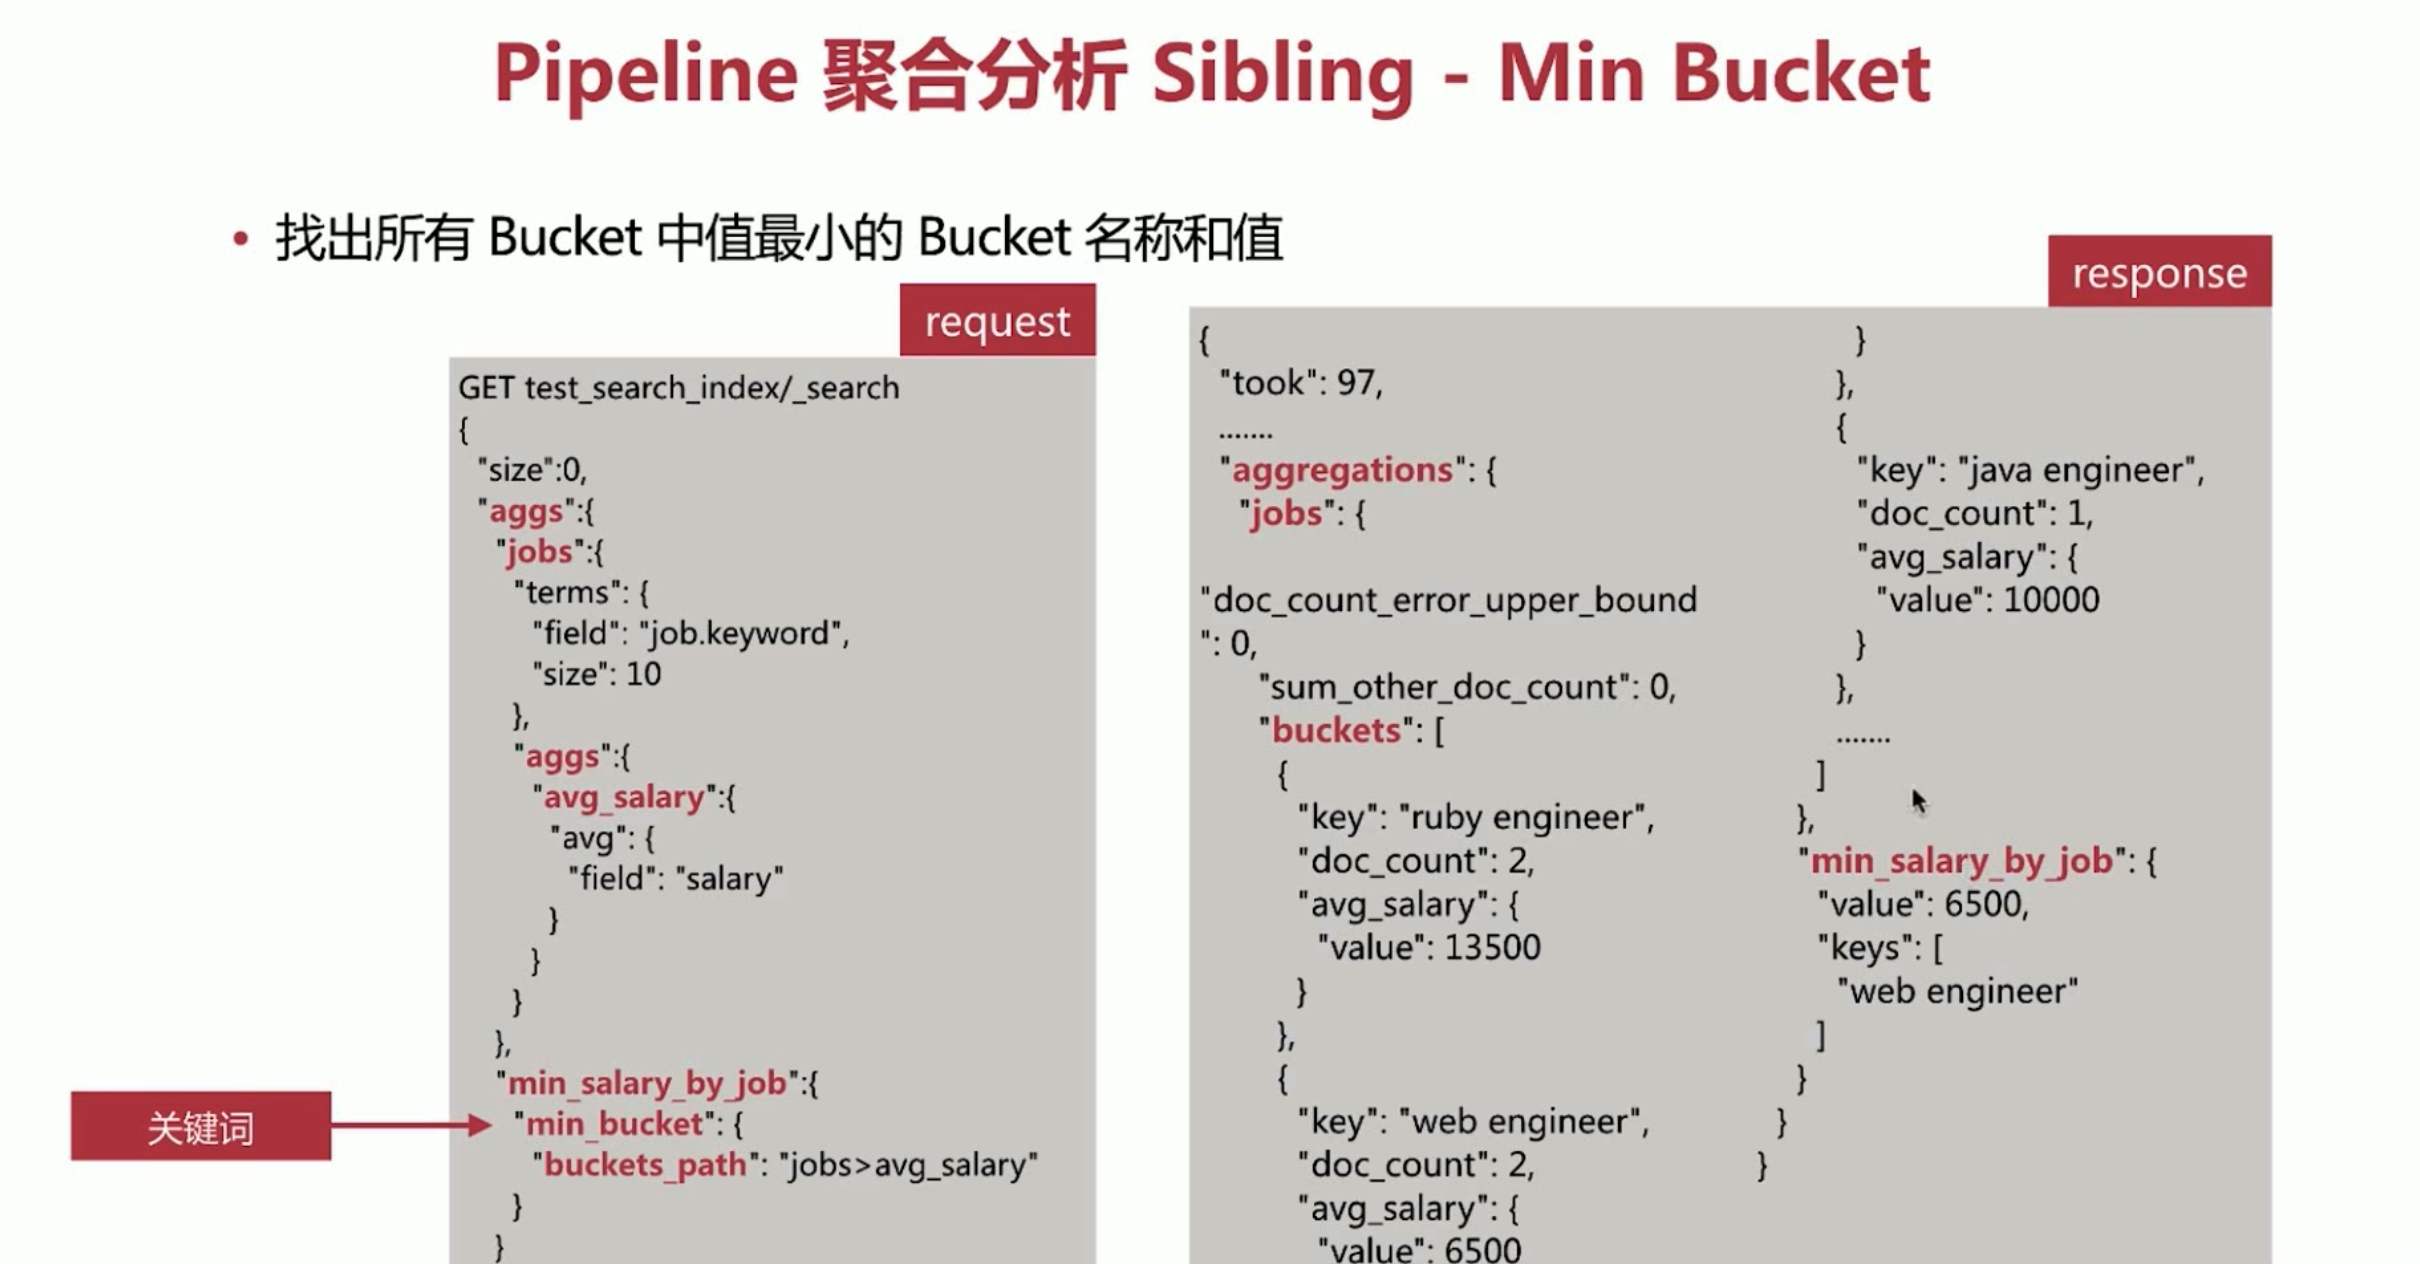 Pipeline 聚合分析 Sibling - Min Bucket
• 找出所有 Bucket 中值最小的 Bucket 名称和值
request
GET test_search_index/_search
{
"size":0,
"aggs":{
"jobs":{
"terms": {
"field": "job.keyword",
"size": 10
},
"aggs":{
"avg_salary":{
"avg": {
"field": "salary"
}
}
}
},
"min_salary_by_job":{
"min_bucket": {
"buckets_path": "jobs>avg_salary"
}
}
关键词
response
{
"took": 97,
.......
"aggregations": {
"jobs": {
"doc_count_error_upper_bound
": 0,
"sum_other_doc_count": 0,
"buckets": [
{
"key": "ruby engineer",
"doc_count": 2,
"avg_salary": {
"value": 13500
}
},
{
"key": "web engineer",
"doc_count": 2,
"avg_salary": {
"value": 6500
}
},
{
"key": "java engineer",
"doc_count": 1,
"avg_salary": {
"value": 10000
}
},
.......
]
},
"min_salary_by_job": {
"value": 6500,
"keys": [
"web engineer"
]
}
}
}